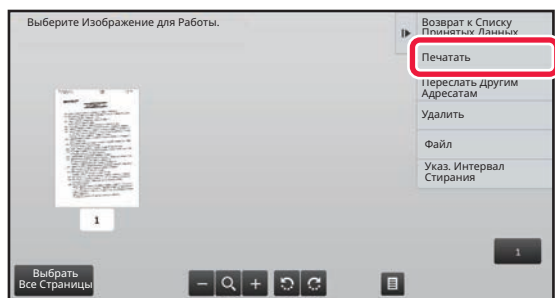 Выберите Изображение для Работы.
Возврат к Списку
Принятых Данных
Печатать
Переслать Другим
Адресатам
Удалить
Файл
Указ. Интервал
Стирания
1
1
Выбрать
Все Страницы